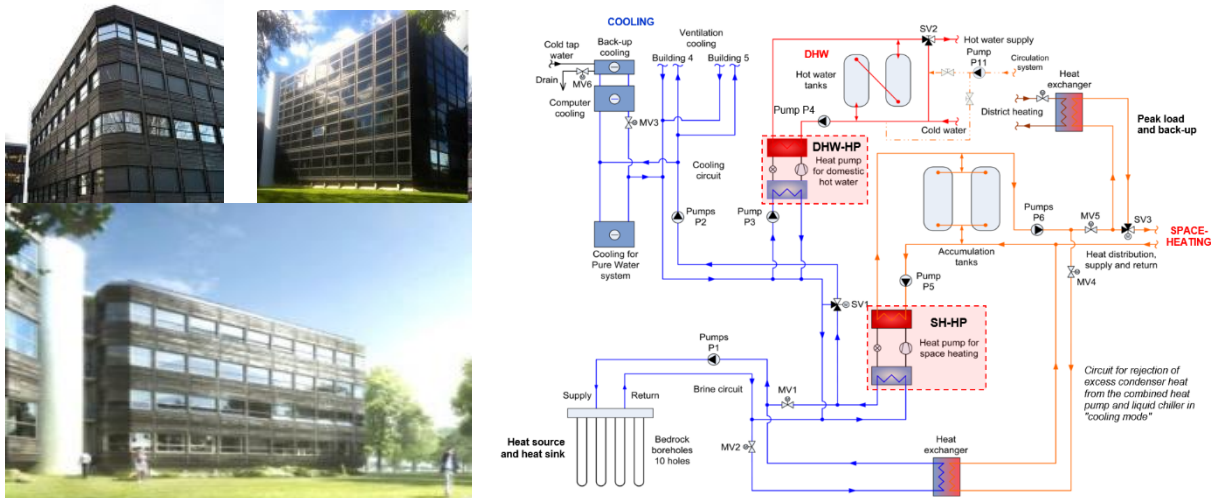 COOLING
Cold tap
water
Back-up
cooling
Ventilation
cooling
Building 4
Building 5
Drain
MV6
Computer
cooling
MV3
Cooling
circuit
Pumps
P2
Cooling for
Pure Water
system
DHW
Hot water
tanks
SV2
Hot water supply
Pump
P11
Circulation
system
Pump P4
Cold water
DHW-HP
Heat pump
for domestic
hot water
Pump
P3
Heat
exchanger
District heating
Peak load
and back-up
Pumps
P6
MV5
SV3
SPACE-
HEATING
Accumulation
tanks
Heat distribution,
supply and return
MV4
Pump
P5
SV1
SH-HP
Heat pump for
space heating
Pumps
P1
Supply
Return
Brine circuit
MV1
MV2
Heat source
and heat sink
Bedrock
boreholes
10 holes
Heat
exchanger
Circuit for rejection of
excess condenser heat
from the combined heat
pump and liquid chiller in
"cooling mode"